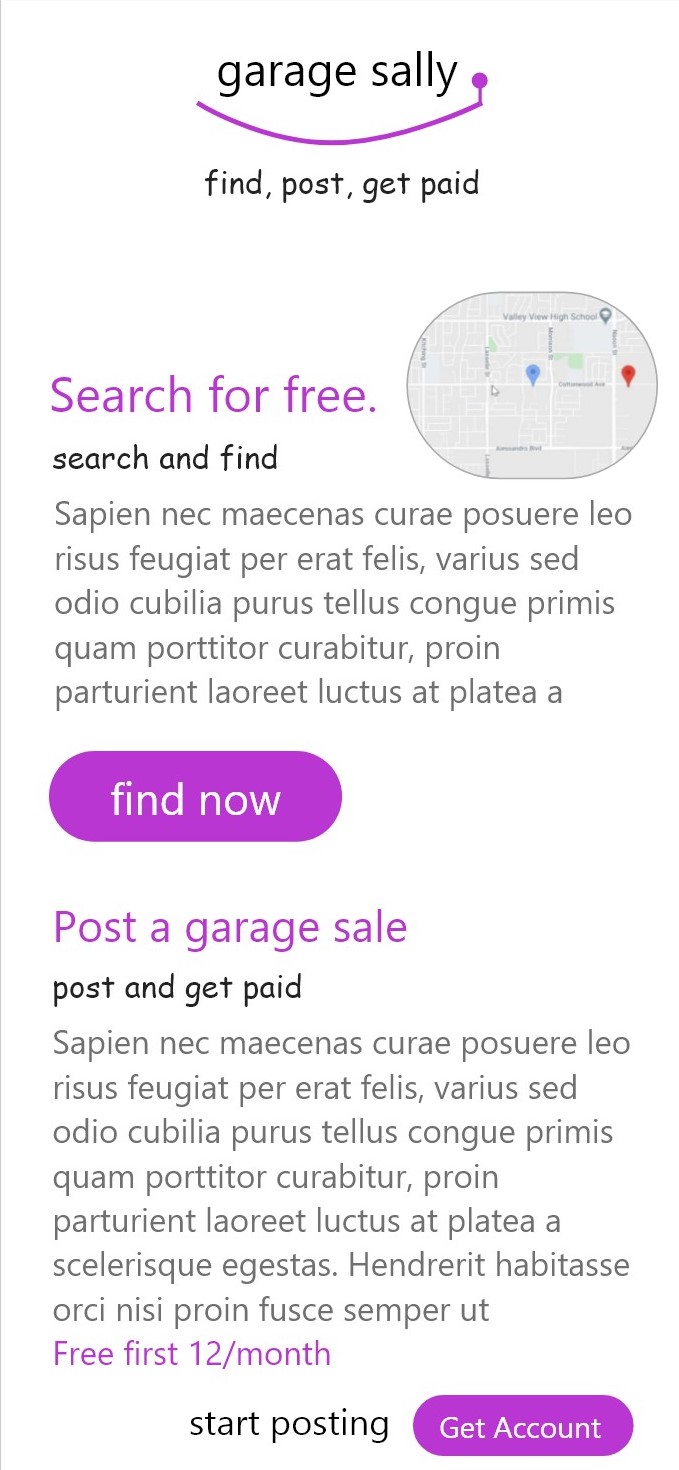 garage sally
find, post, get paid
Valley View High School
Cottonwood Ave
Alessandro Blvd
Search for free.
search and find
Sapien nec maecenas curae posuere leo
risus feugiat per erat felis, varius sed
odio cubilia purus tellus congue primis
quam porttitor curabitur, proin
parturient laoreet luctus at platea a
find now
Post a garage sale
post and get paid
Sapien nec maecenas curae posuere leo
risus feugiat per erat felis, varius sed
odio cubilia purus tellus congue primis
quam porttitor curabitur, proin
parturient laoreet luctus at platea a
scelerisque egestas. Hendrerit habitasse
orci nisi proin fusce semper ut
Free first 12/month
start posting Get Account